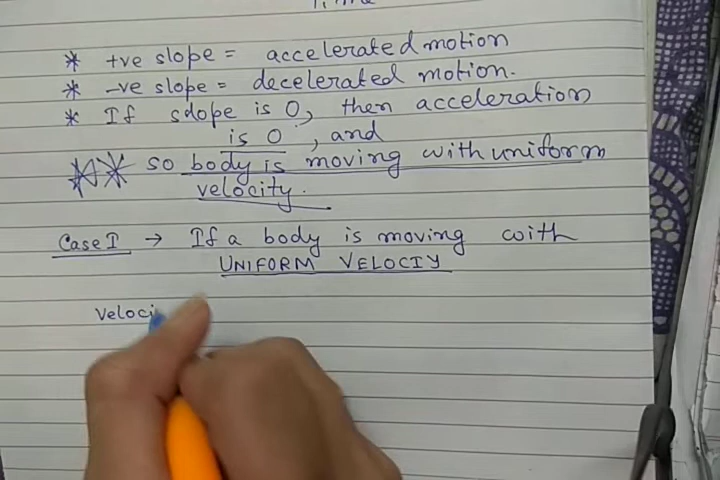 Time
* +ve slope = accelerated motion
* -ve slope = decelerated motion.
* If slope is 0, then acceleration
is 0, and
** so body is moving with uniform
velocity.
Case I → If a body is moving with
UNIFORM VELOCIY
Veloci